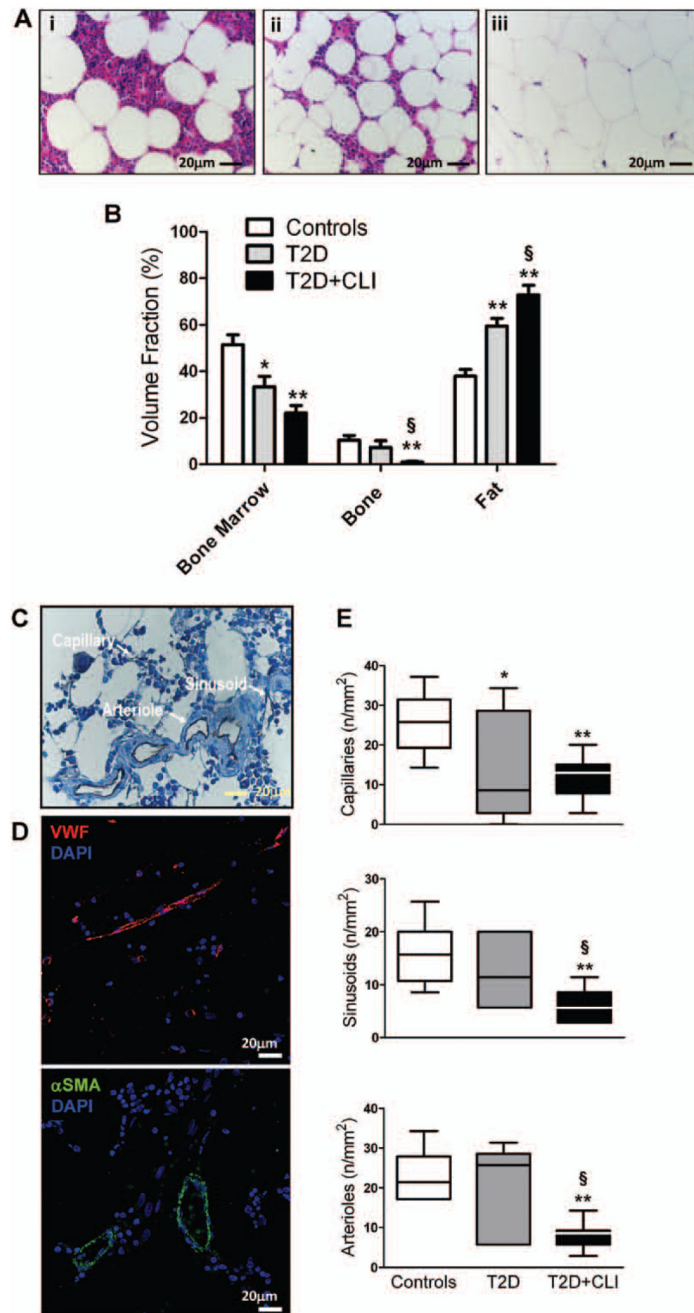 A
i
ii
iii
20µm
20µm
20µm
B
Controls
T2D
T2D+CLI
Volume Fraction (%)
100
80
60
40
20
0
*
**
§
**
**
§
**
Bone Marrow
Bone
Fat
C
Capillary
Sinusoid
Arteriole
20µm
D
VWF
DAPI
20µm
αSMA
DAPI
20µm
E
Capillaries (n/mm²)
40
30
20
10
0
*
**
Sinusoids (n/mm²)
30
20
10
0
§
**
Arterioles (n/mm²)
40
30
20
10
0
§
**
Controls T2D T2D+CLI